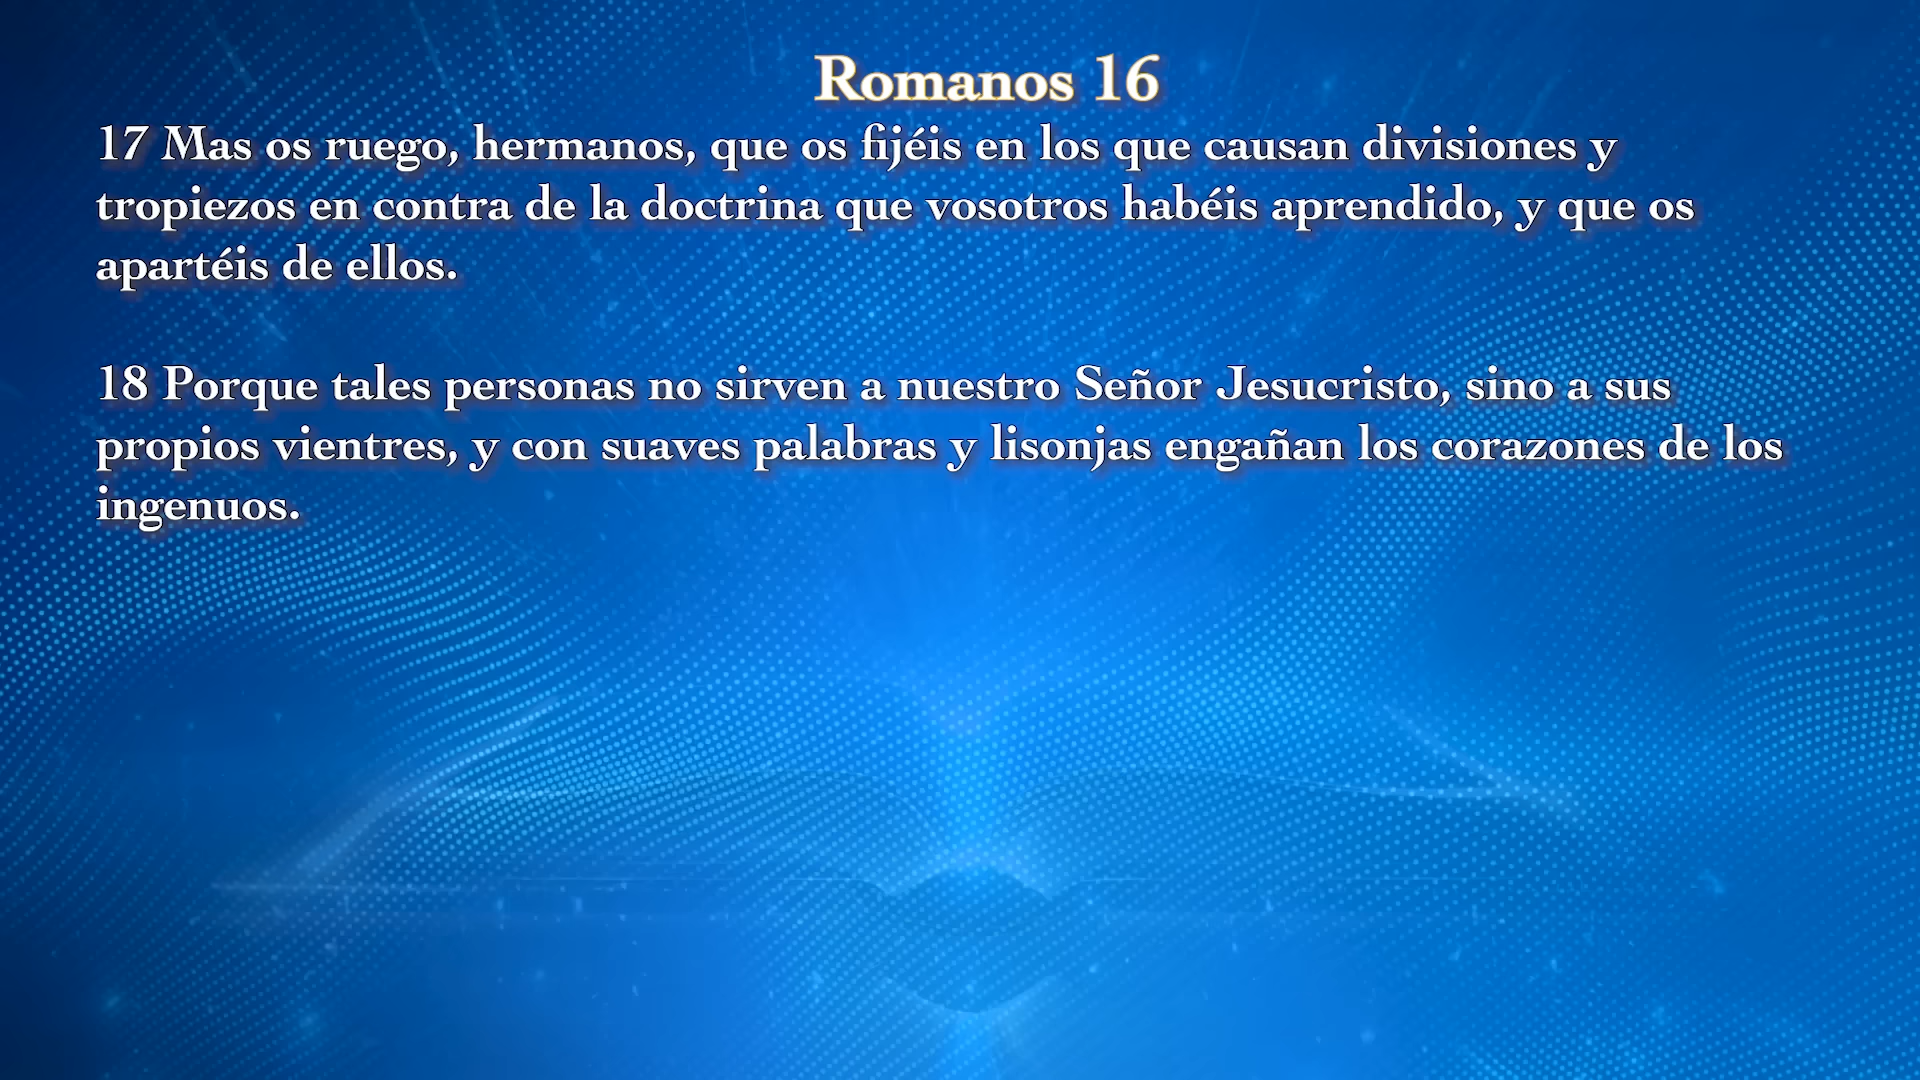 Romanos 16
17 Mas os ruego, hermanos, que os fijéis en los que causan divisiones y
tropiezos en contra de la doctrina que vosotros habéis aprendido, y que os
apartéis de ellos.
18 Porque tales personas no sirven a nuestro Señor Jesucristo, sino a sus
propios vientres, y con suaves palabras y lisonjas engañan los corazones de los
ingenuos.